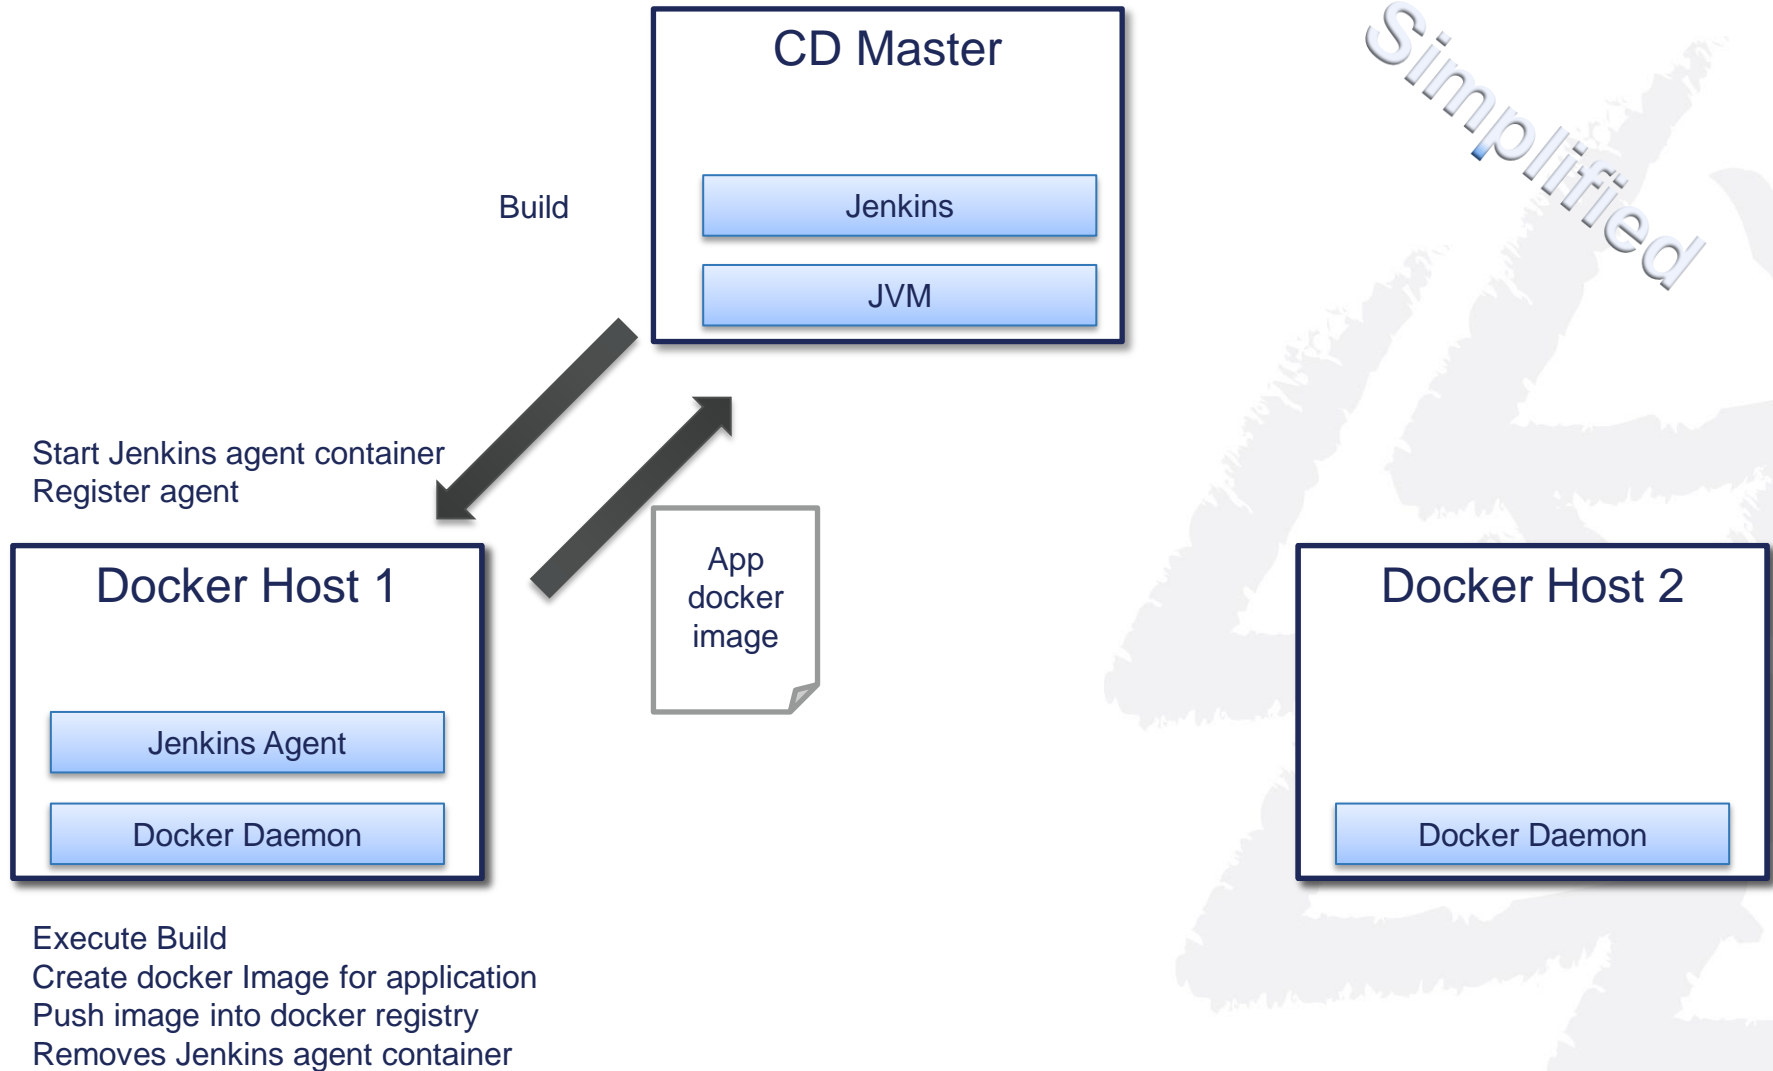 CD Master
Simplified
Build
Jenkins
JVM
Start Jenkins agent container
Register agent
App
docker
image
Docker Host 1
Jenkins Agent
Docker Daemon
Docker Host 2
Docker Daemon
Execute Build
Create docker Image for application
Push image into docker registry
Removes Jenkins agent container